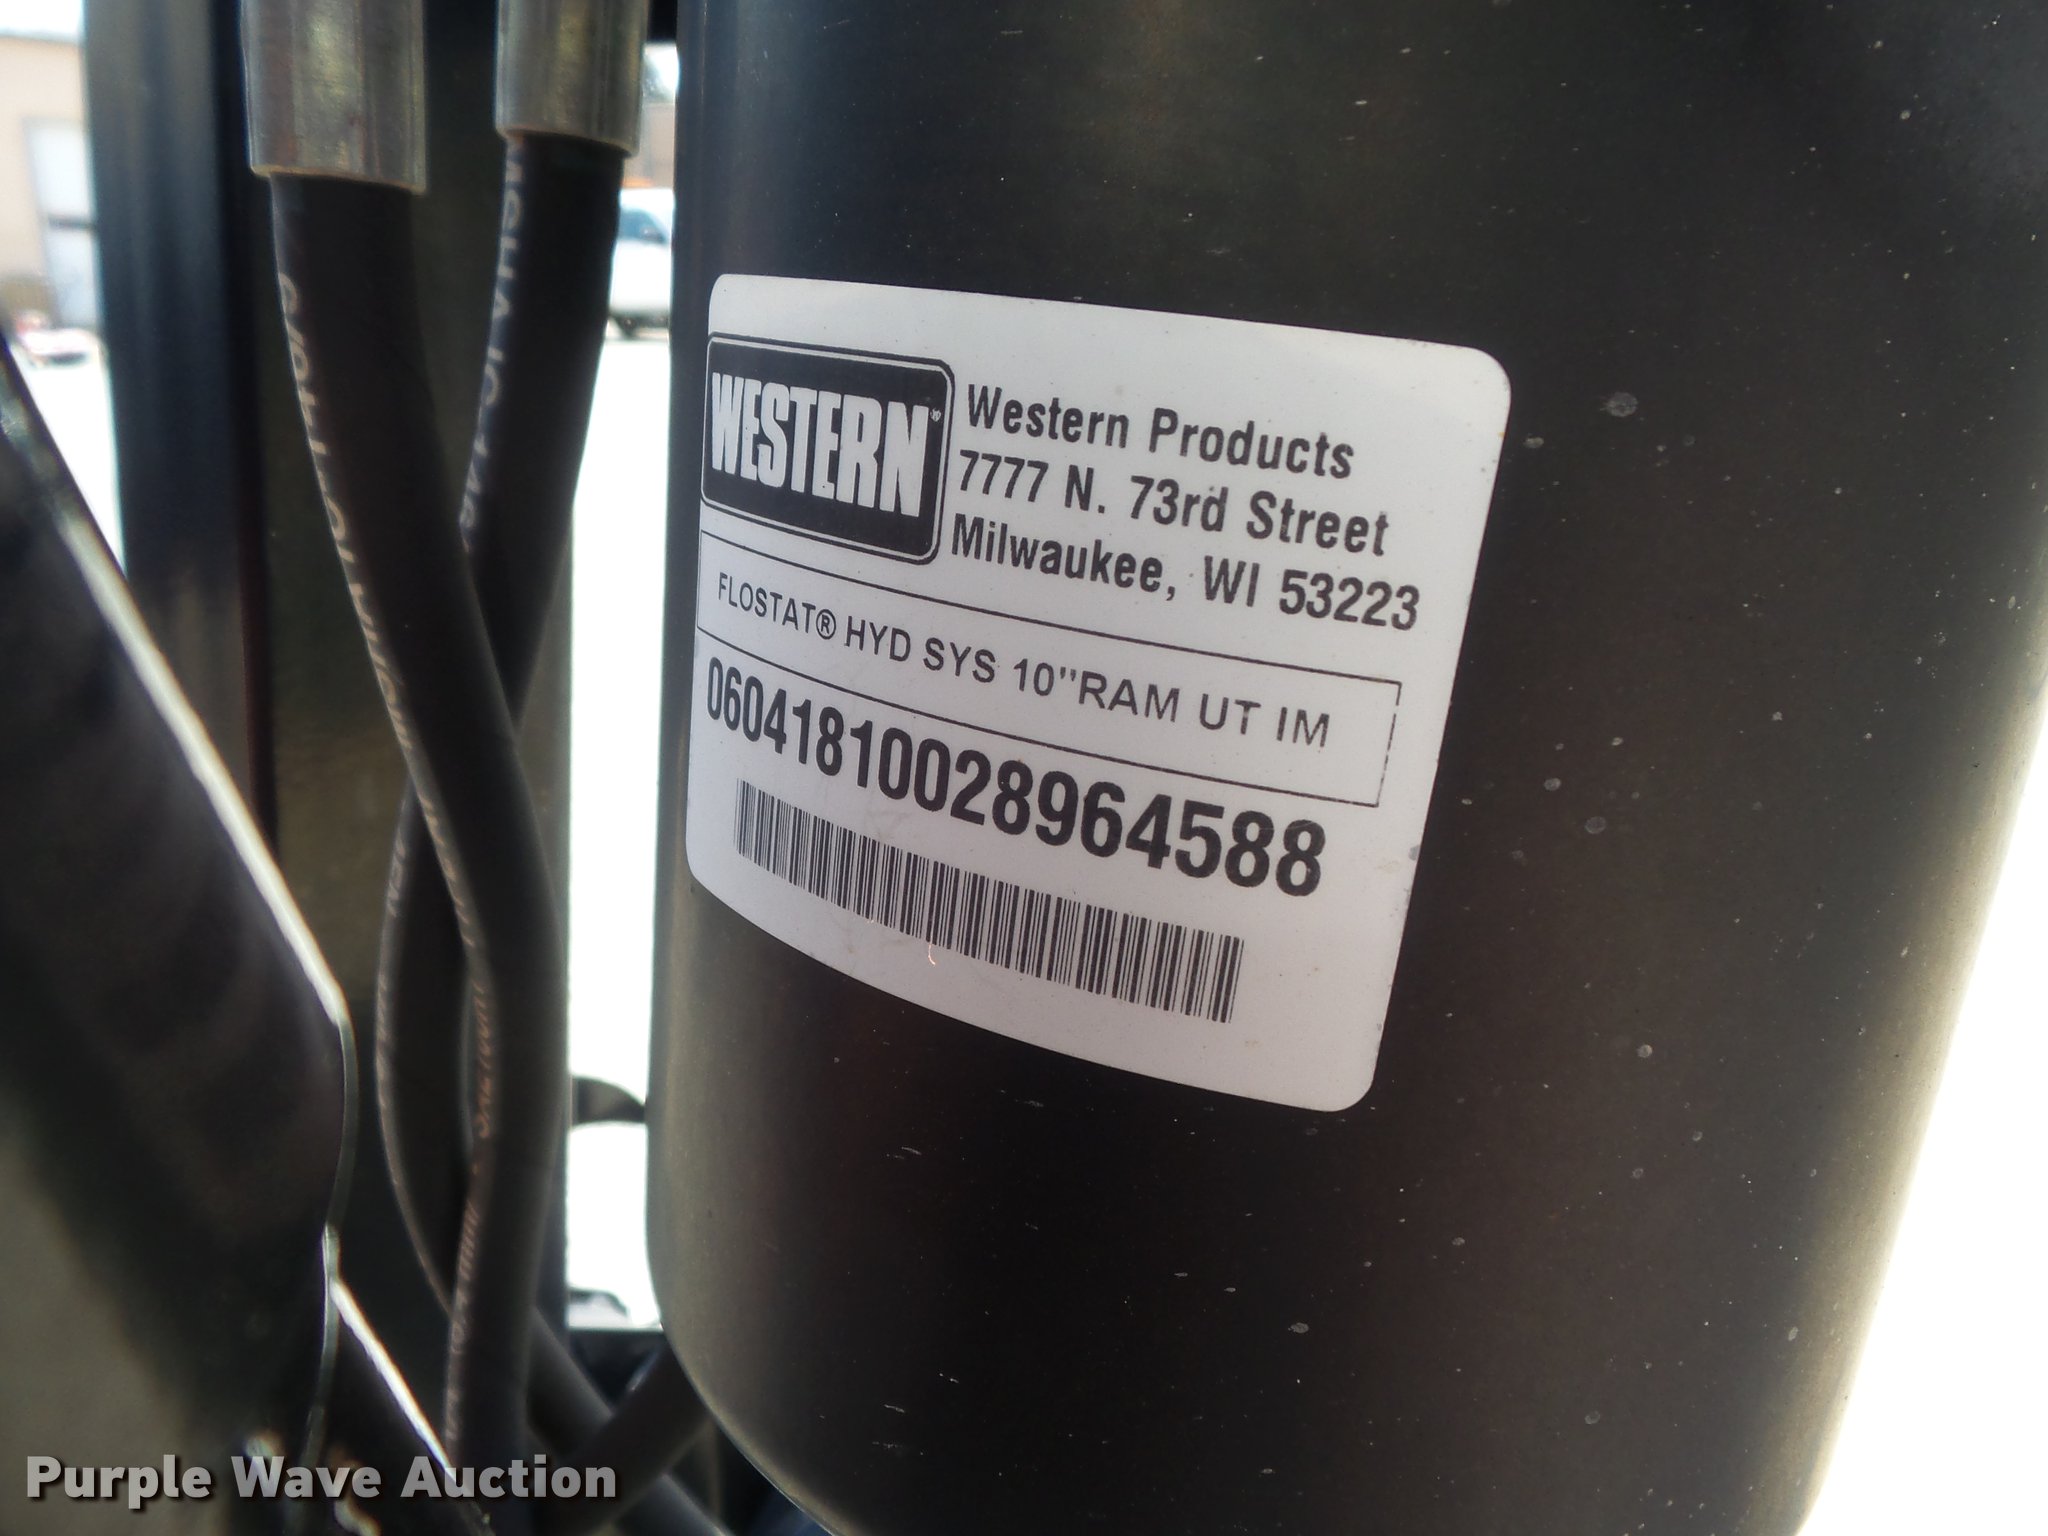 WESTERN®
Western Products
7777 N. 73rd Street
Milwaukee, WI 53223
FLOSTAT® HYD SYS 10"RAM UT IM
06041810028964588
Purple Wave Auction